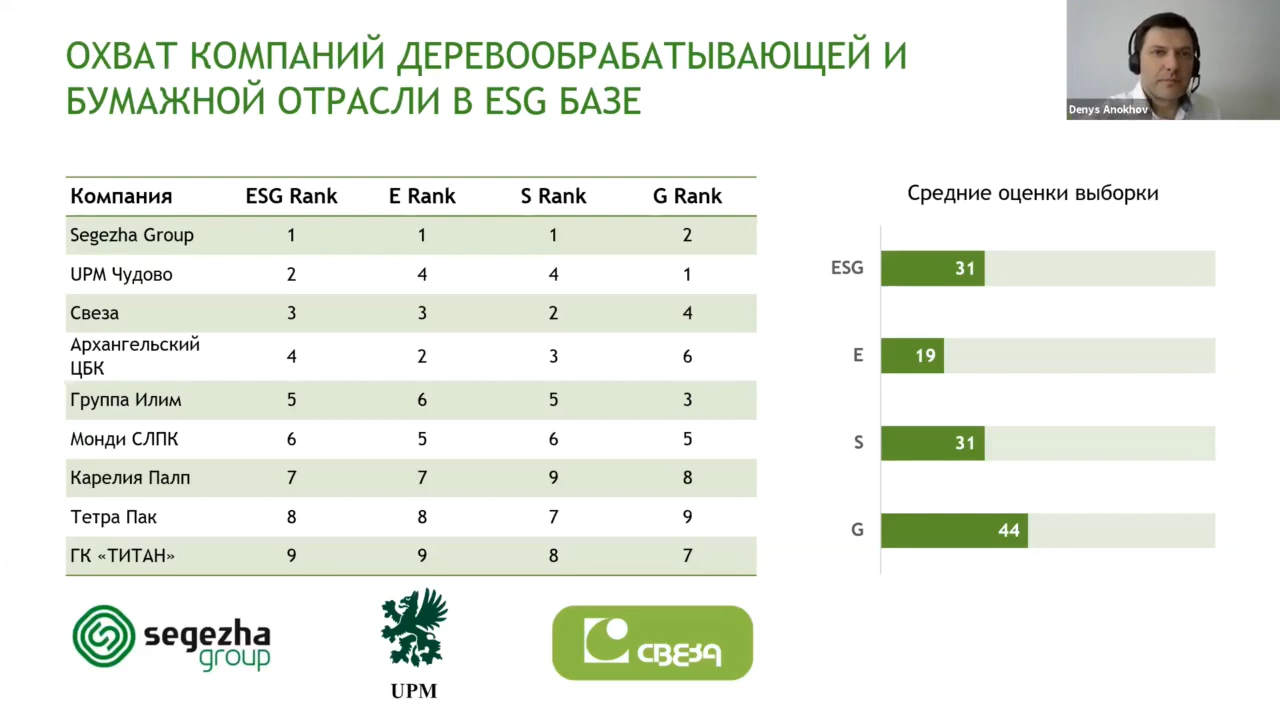 ОХВАТ КОМПАНИЙ ДЕРЕВООБРАБАТЫВАЮЩЕЙ И
БУМАЖНОЙ ОТРАСЛИ В ESG БАЗЕ
Denys Anokhov
Компания ESG Rank E Rank S Rank G Rank
Segezha Group 1 1 1 2
UPM Чудово 2 4 4 1
Свеза 3 3 2 4
Архангельский
ЦБК 4 2 3 6
Группа Илим 5 6 5 3
Монди СЛПК 6 5 6 5
Карелия Палп 7 7 9 8
Тетра Пак 8 8 7 9
ГК «ТИТАН» 9 9 8 7
Средние оценки выборки
ESG 31
E 19
S 31
G 44
segezha
group
UPM
СВЕЗА